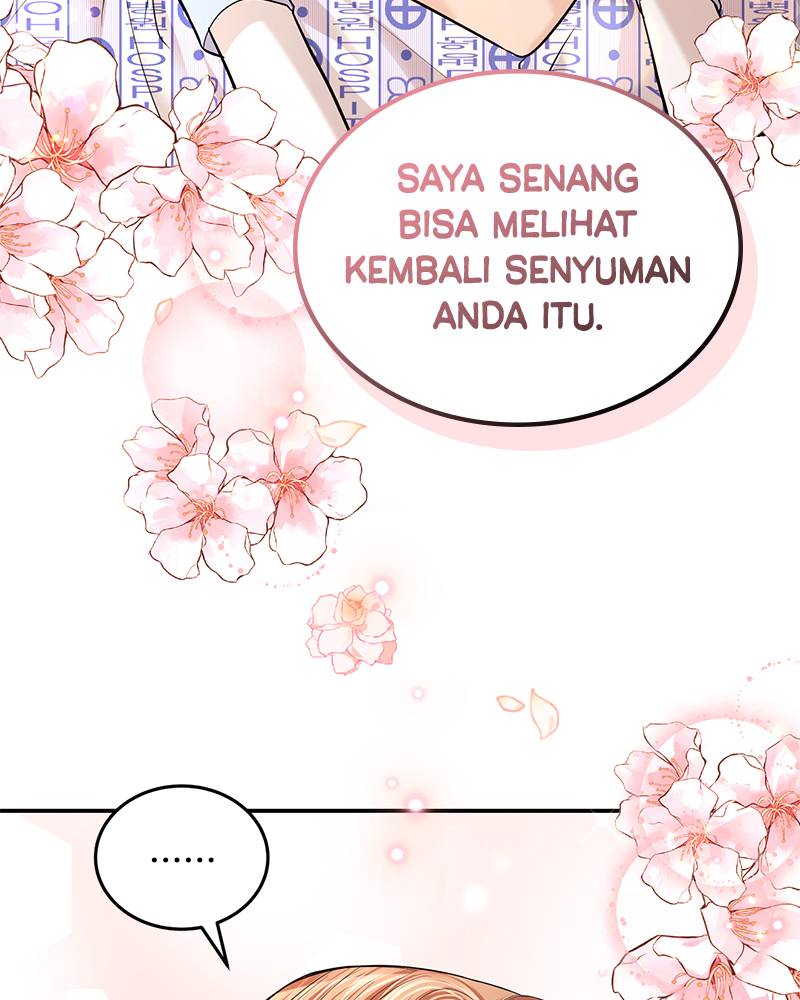 SAYA SENANG
BISA MELIHAT
KEMBALI SENYUMAN
ANDA ITU.
......